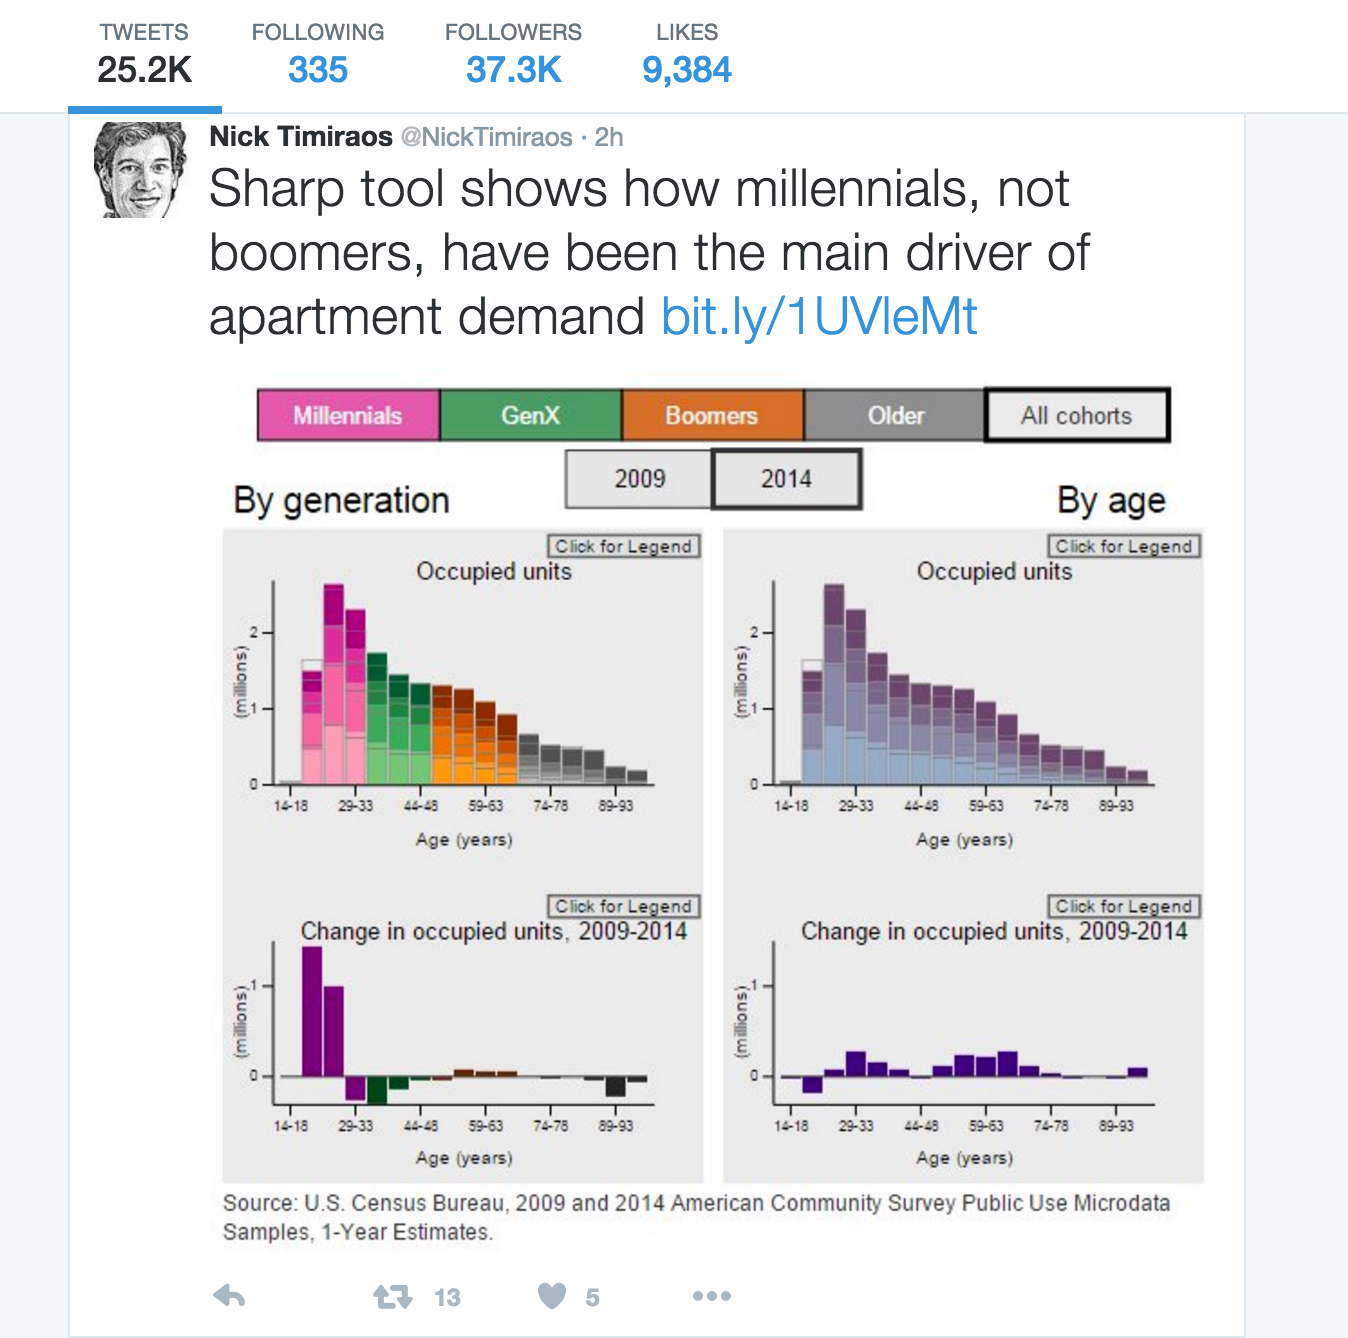 TWEETS FOLLOWING FOLLOWERS LIKES
25.2K 335 37.3K 9,384
Nick Timiraos @NickTimiraos · 2h
Sharp tool shows how millennials, not
boomers, have been the main driver of
apartment demand bit.ly/1UVleMt
Millennials GenX Boomers Older All cohorts
2009 2014
By generation By age
Click for Legend
Occupied units
2
1
0
(millions)
14-18 29-33 44-48 59-63 74-78 89-93
Age (years)
Click for Legend
Occupied units
2
1
0
(millions)
14-18 29-33 44-48 59-63 74-78 89-93
Age (years)
Click for Legend
Change in occupied units, 2009-2014
1
0
(millions)
14-18 29-33 44-48 59-63 74-78 89-93
Age (years)
Click for Legend
Change in occupied units, 2009-2014
1
0
(millions)
14-18 29-33 44-48 59-63 74-78 89-93
Age (years)
Source: U.S. Census Bureau, 2009 and 2014 American Community Survey Public Use Microdata
Samples, 1-Year Estimates.
13 5